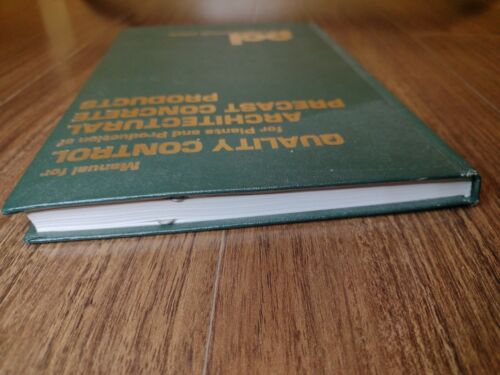 Manual for
QUALITY CONTROL
for Plants and Production of
ARCHITECTURAL
PRECAST CONCRETE
PRODUCTS
pci